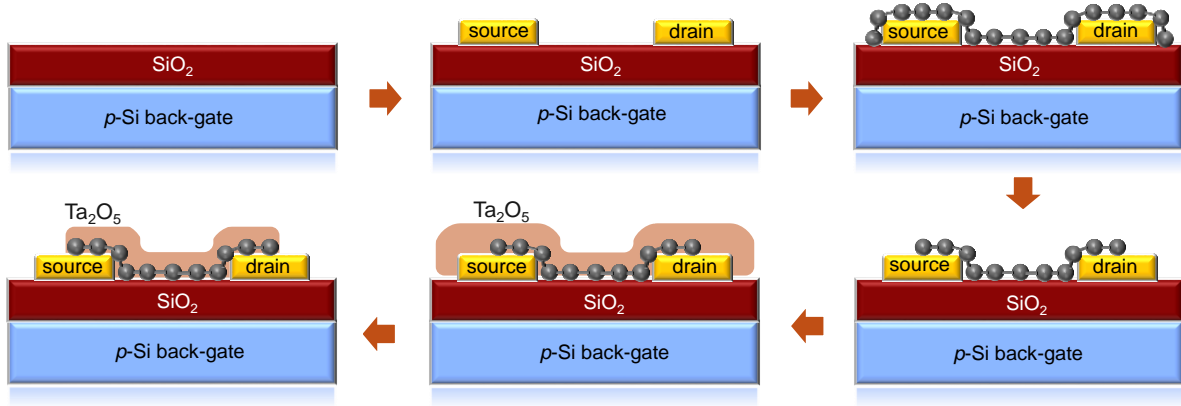 SiO₂
p-Si back-gate
source
drain
SiO₂
p-Si back-gate
source
drain
SiO₂
p-Si back-gate
Ta₂O₅
source
drain
SiO₂
p-Si back-gate
Ta₂O₅
source
drain
SiO₂
p-Si back-gate
source
drain
SiO₂
p-Si back-gate